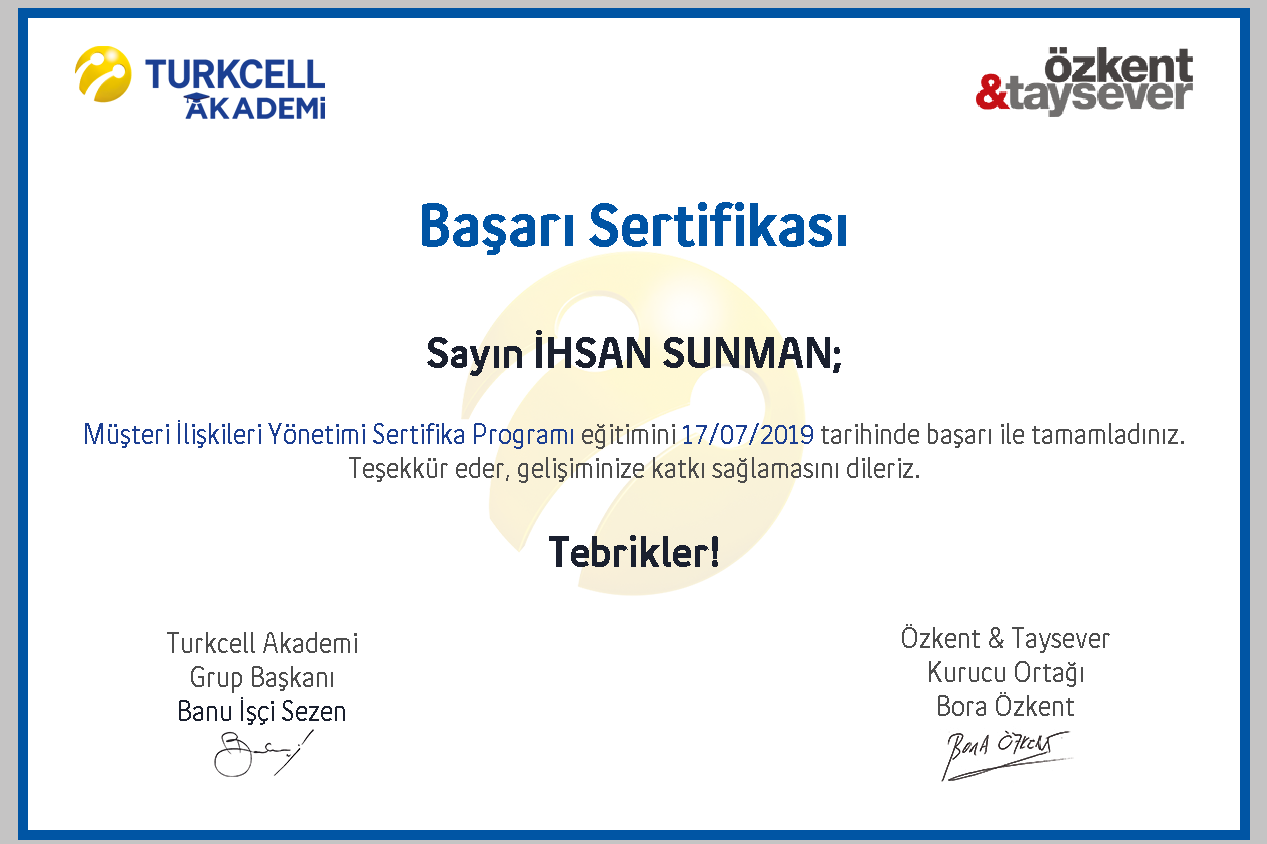 TURKCELL
AKADEMİ
özkent
&taysever
Başarı Sertifikası
Sayın İHSAN SUNMAN;
Müşteri İlişkileri Yönetimi Sertifika Programı eğitimini 17/07/2019 tarihinde başarı ile tamamladınız.
Teşekkür eder, gelişiminize katkı sağlamasını dileriz.
Tebrikler!
Turkcell Akademi
Grup Başkanı
Banu İşçi Sezen
Özkent & Taysever
Kurucu Ortağı
Bora Özkent
BORA ÖZKENT